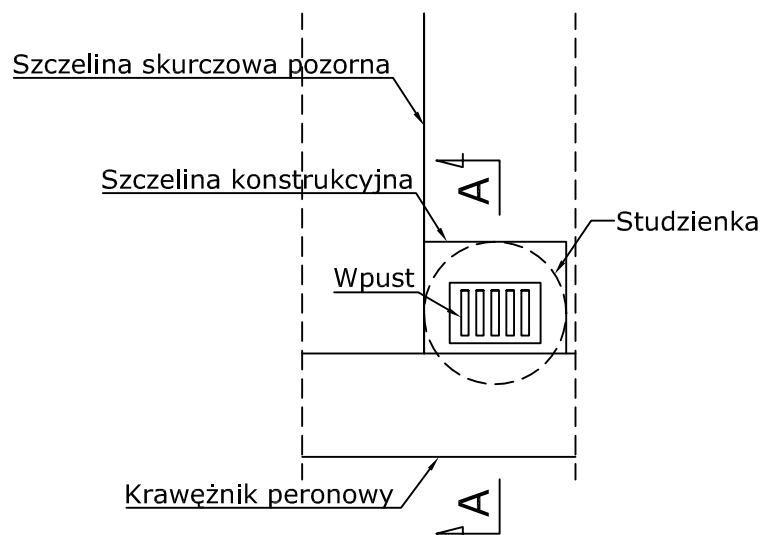 Szczelina skurczowa pozorna
A
Szczelina konstrukcyjna
Studzienka
Wpust
Krawężnik peronowy
A